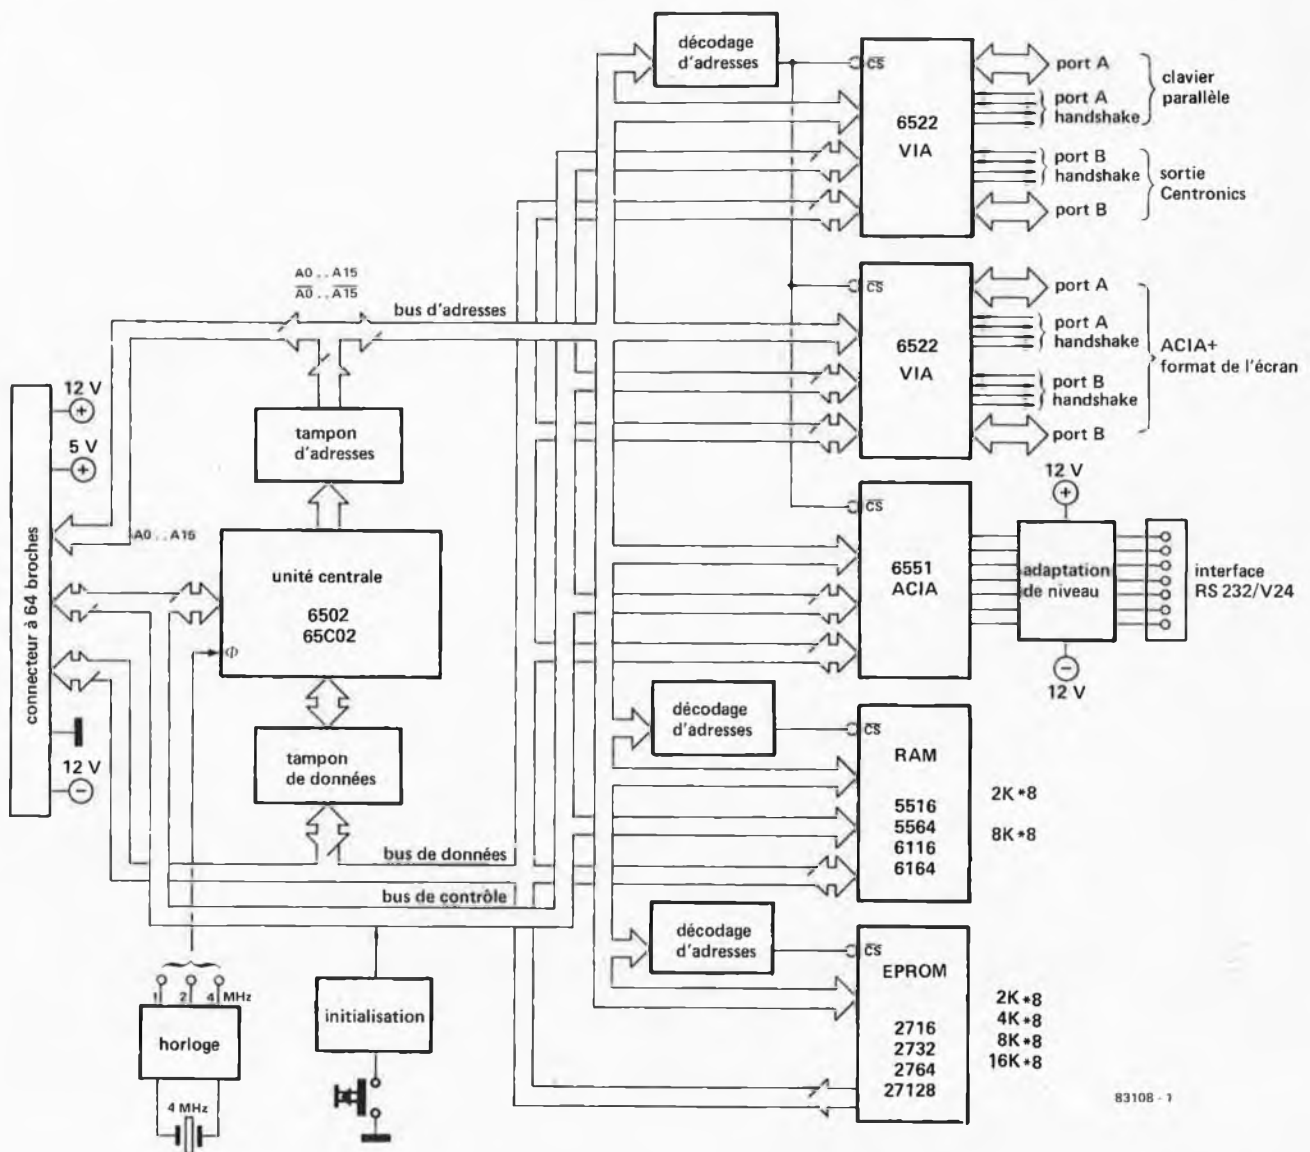 décodage
d'adresses
CS
6522
VIA
port A
port A
handshake
clavier
parallèle
port B
handshake
port B
sortie
Centronics
A0 .. A15
A0 .. A15
bus d'adresses
CS
6522
VIA
port A
port A
handshake
port B
handshake
port B
ACIA+
format de l'écran
connecteur à 64 broches
12 V
+
5 V
+
12 V
−
A0 .. A15
tampon
d'adresses
unité centrale
6502
65C02
Φ
tampon
de données
CS
6551
ACIA
12 V
+
adaptation
de niveau
−
12 V
interface
RS 232/V24
décodage
d'adresses
CS
RAM
5516
5564
6116
6164
2K*8
8K*8
bus de données
bus de contrôle
décodage
d'adresses
CS
EPROM
2716
2732
2764
27128
2K*8
4K*8
8K*8
16K*8
1 2 4 MHz
horloge
4 MHz
initialisation
83108 - 1